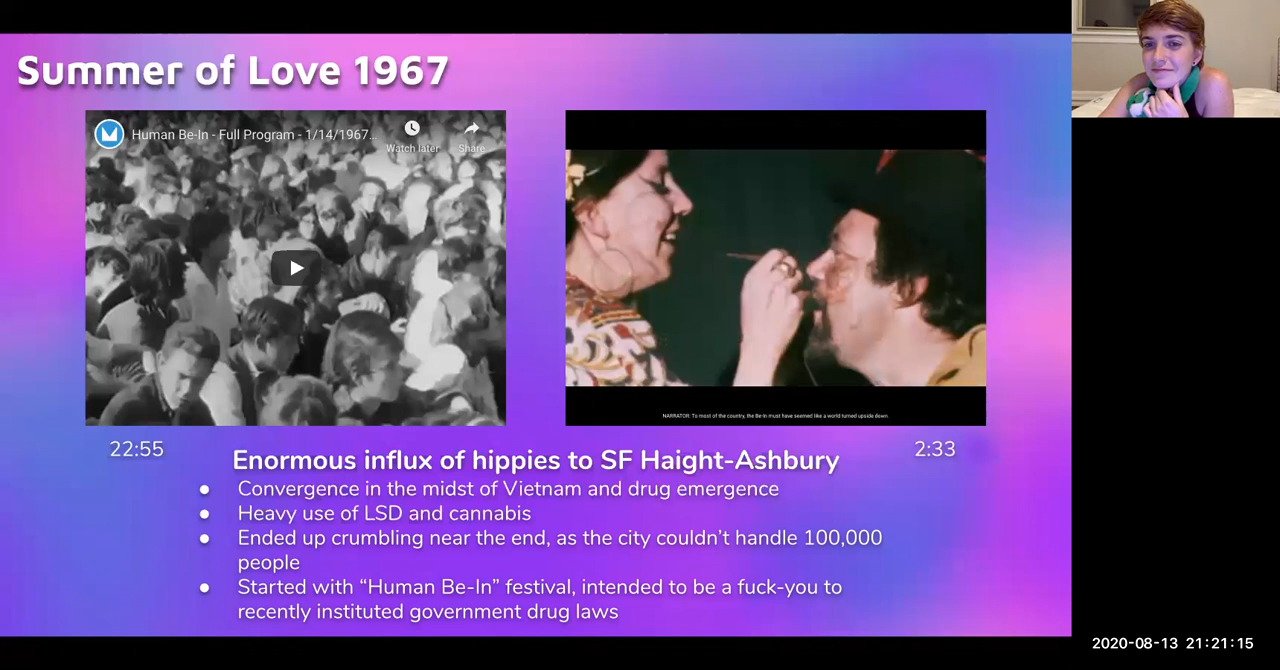 Summer of Love 1967
Human Be-In - Full Program - 1/14/1967...
Watch later
Share
NARRATOR: To most of the country, the Be-In must have seemed like a world turned upside down.
22:55
2:33
Enormous influx of hippies to SF Haight-Ashbury
● Convergence in the midst of Vietnam and drug emergence
● Heavy use of LSD and cannabis
● Ended up crumbling near the end, as the city couldn't handle 100,000
people
● Started with “Human Be-In” festival, intended to be a fuck-you to
recently instituted government drug laws
2020-08-13 21:21:15